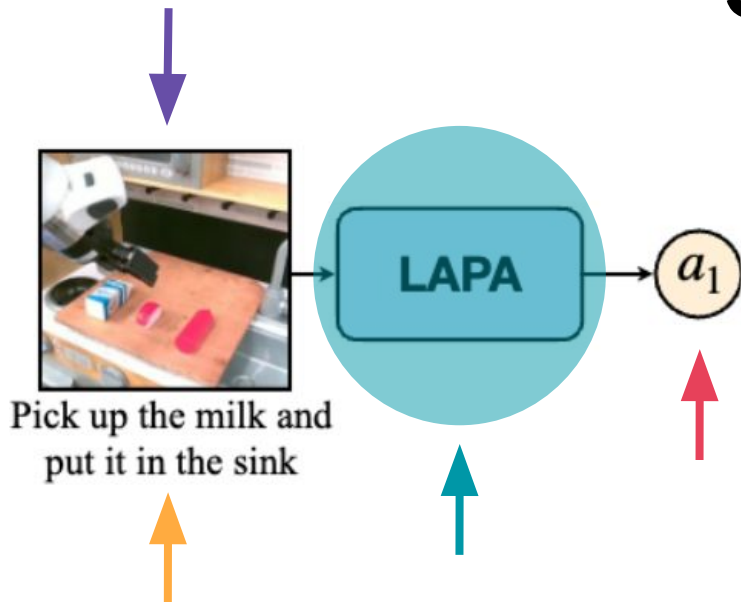 LAPA
a₁
Pick up the milk and
put it in the sink